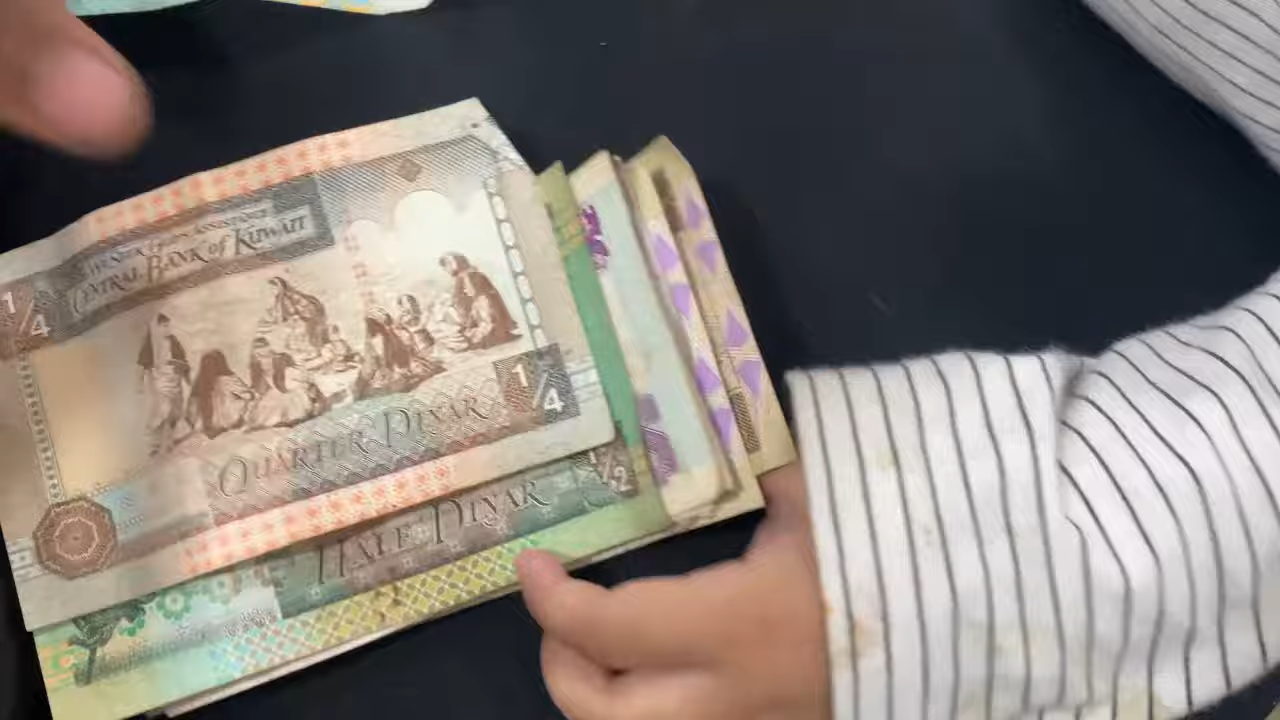 CENTRAL BANK of KUWAIT
1/4
1/4
QUARTER DINAR
1/2
HALF DINAR